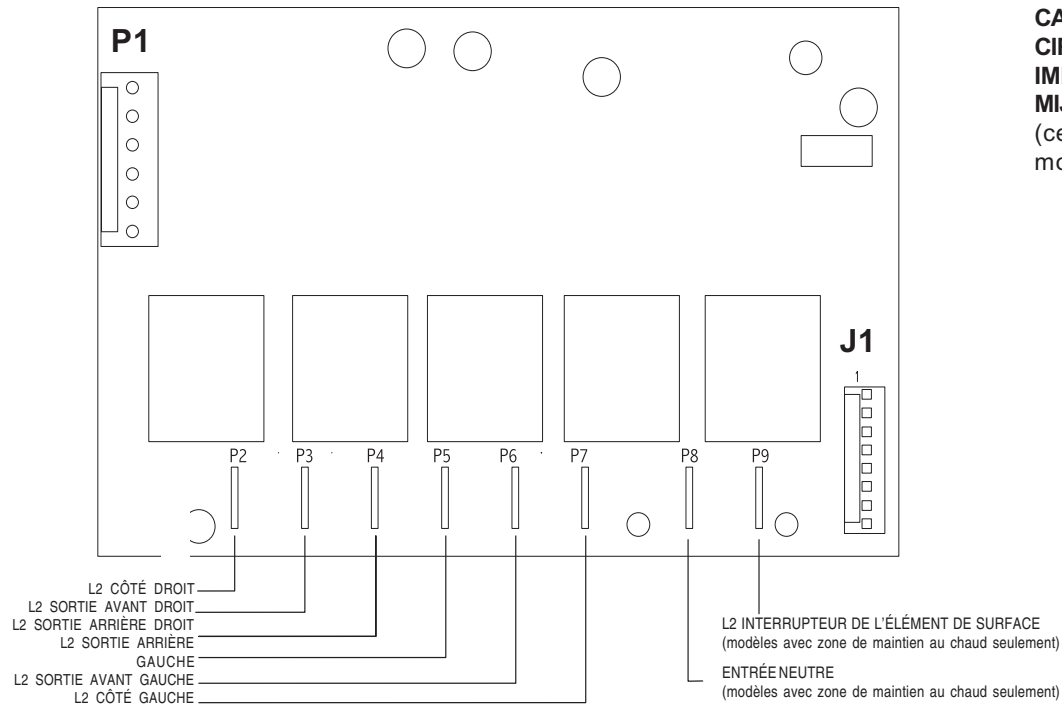 P1
CA
CIR
IMP
MIJ
(ce
mo
J1
1
P2
P3
P4
P5
P6
P7
P8
P9
L2 CÔTÉ DROIT
L2 SORTIE AVANT DROIT
L2 SORTIE ARRIÈRE DROIT
L2 SORTIE ARRIÈRE
GAUCHE
L2 SORTIE AVANT GAUCHE
L2 CÔTÉ GAUCHE
L2 INTERRUPTEUR DE L'ÉLÉMENT DE SURFACE
(modèles avec zone de maintien au chaud seulement)
ENTRÉE NEUTRE
(modèles avec zone de maintien au chaud seulement)